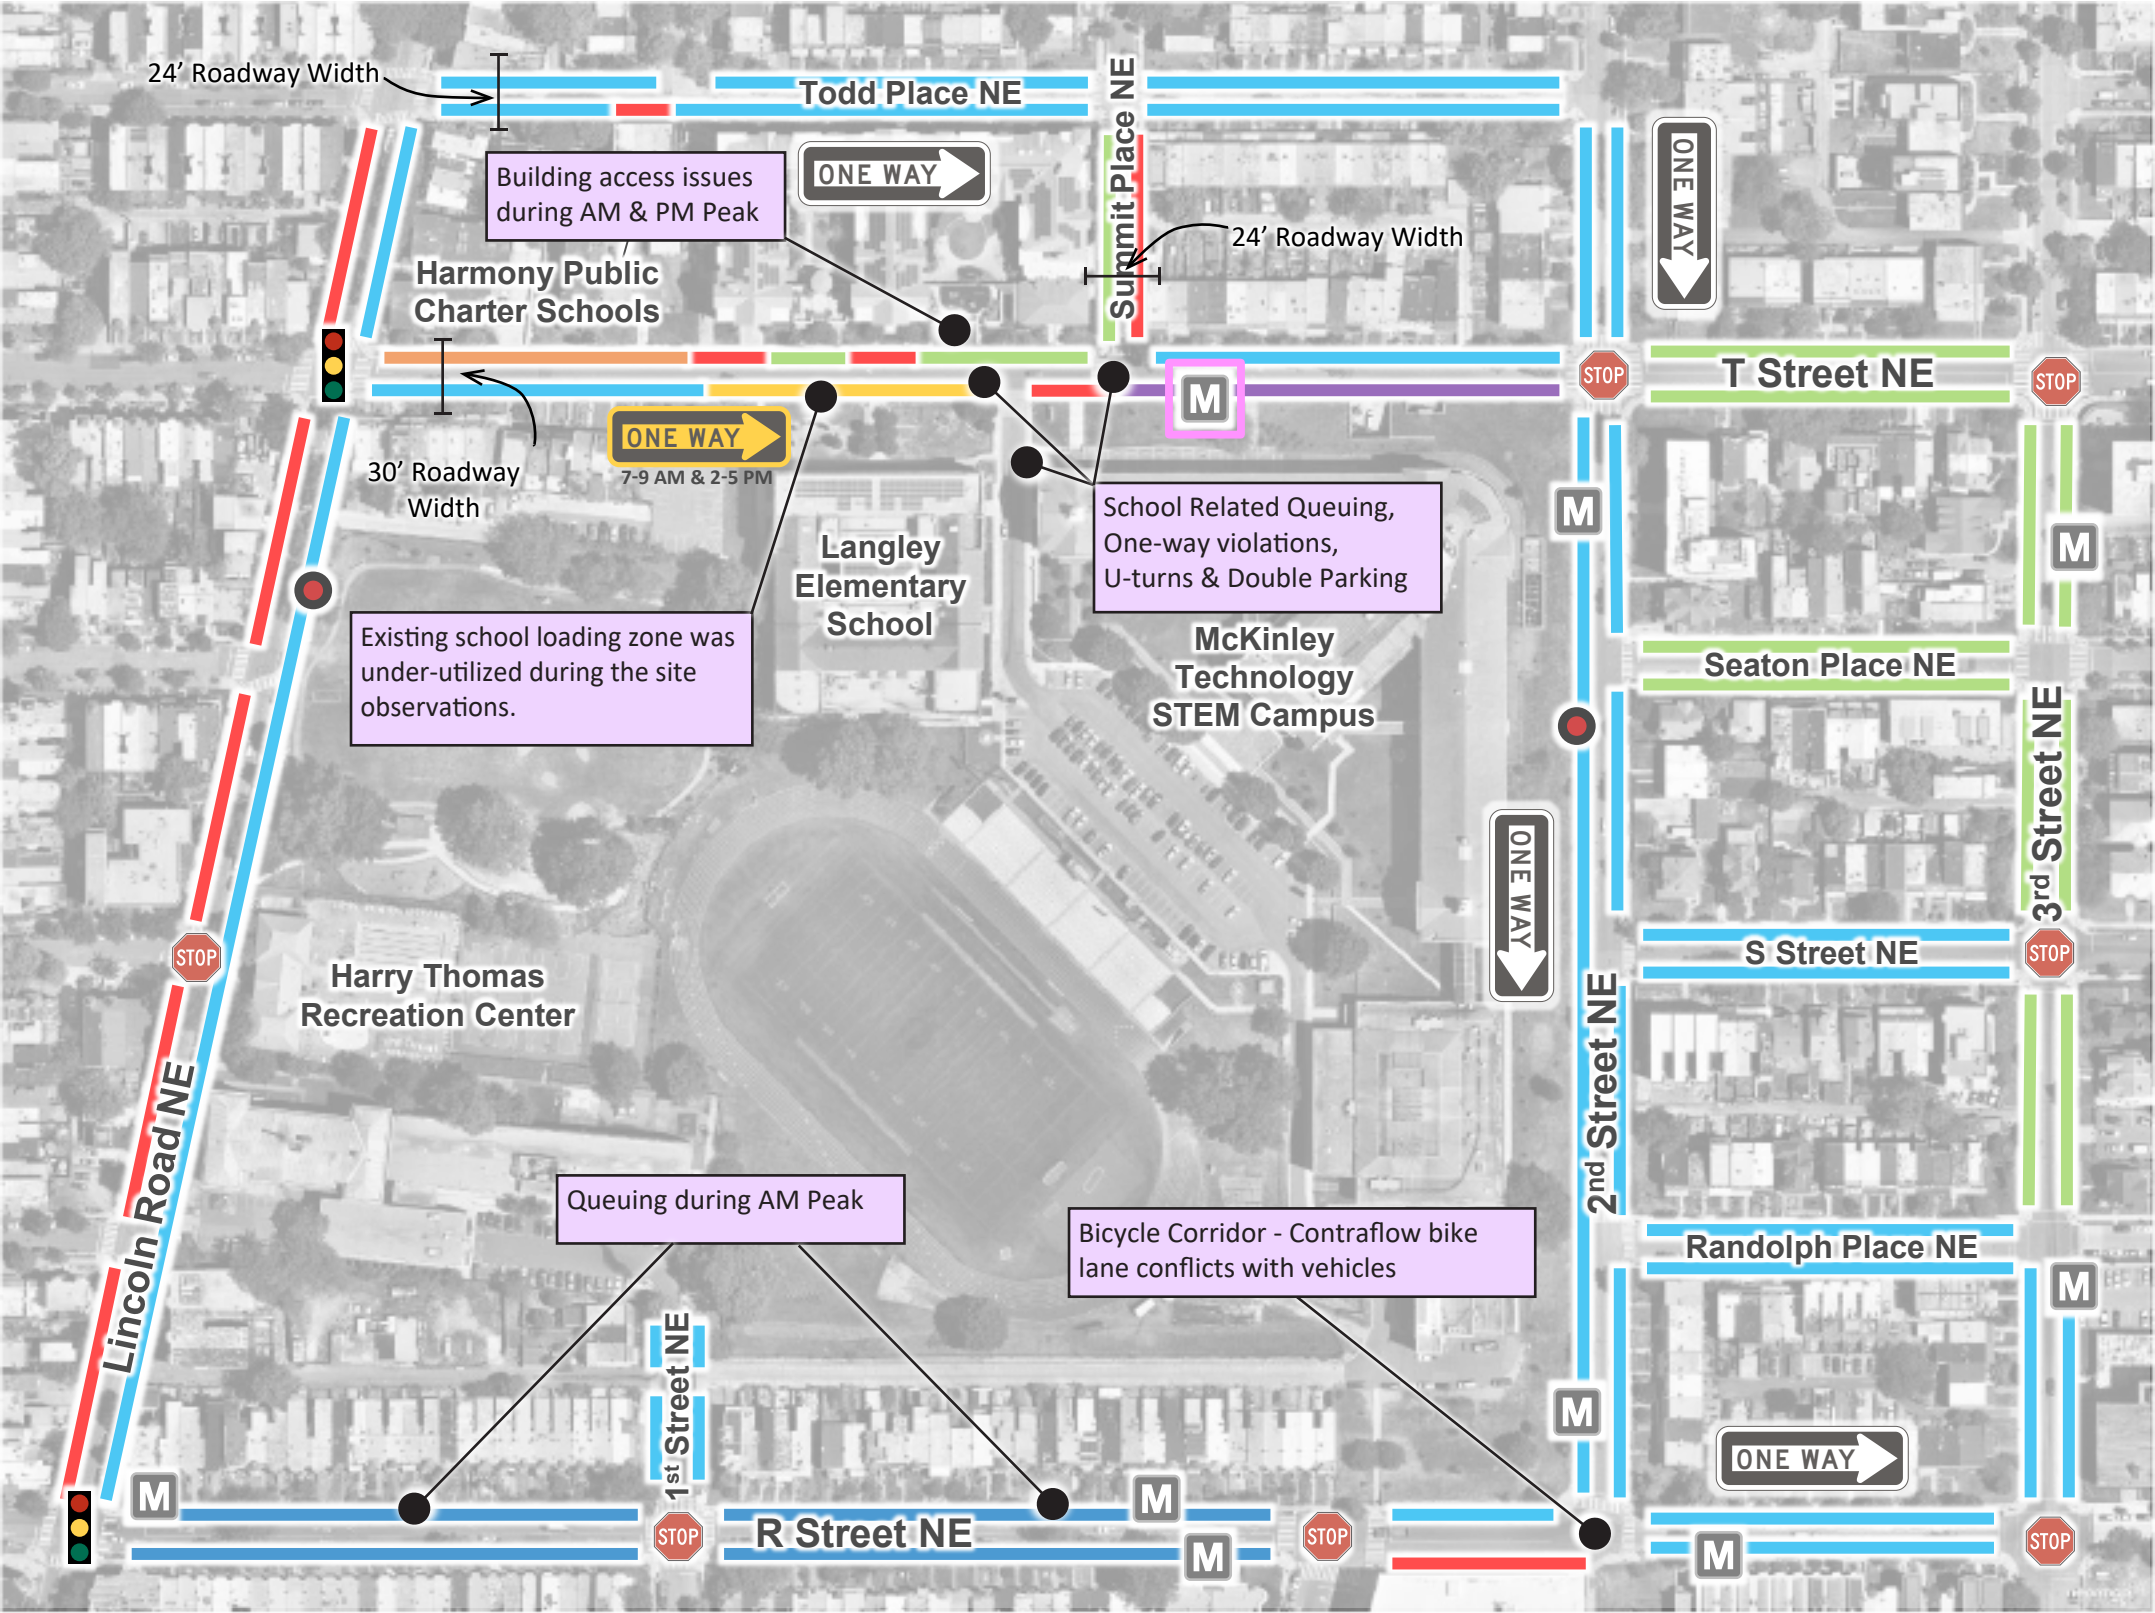 24' Roadway Width
Todd Place NE
Summit Place NE
Building access issues
during AM & PM Peak
ONE WAY
ONE WAY
24' Roadway Width
Harmony Public
Charter Schools
T Street NE
STOP
STOP
M
ONE WAY
7-9 AM & 2-5 PM
30' Roadway
Width
School Related Queuing,
One-way violations,
U-turns & Double Parking
M
M
Langley
Elementary
School
Existing school loading zone was
under-utilized during the site
observations.
McKinley
Technology
STEM Campus
Seaton Place NE
3rd Street NE
ONE WAY
STOP
Harry Thomas
Recreation Center
S Street NE
STOP
2nd Street NE
Lincoln Road NE
Queuing during AM Peak
Bicycle Corridor - Contraflow bike
lane conflicts with vehicles
Randolph Place NE
M
1st Street NE
M
ONE WAY
M
M
STOP
R Street NE
M
STOP
M
STOP